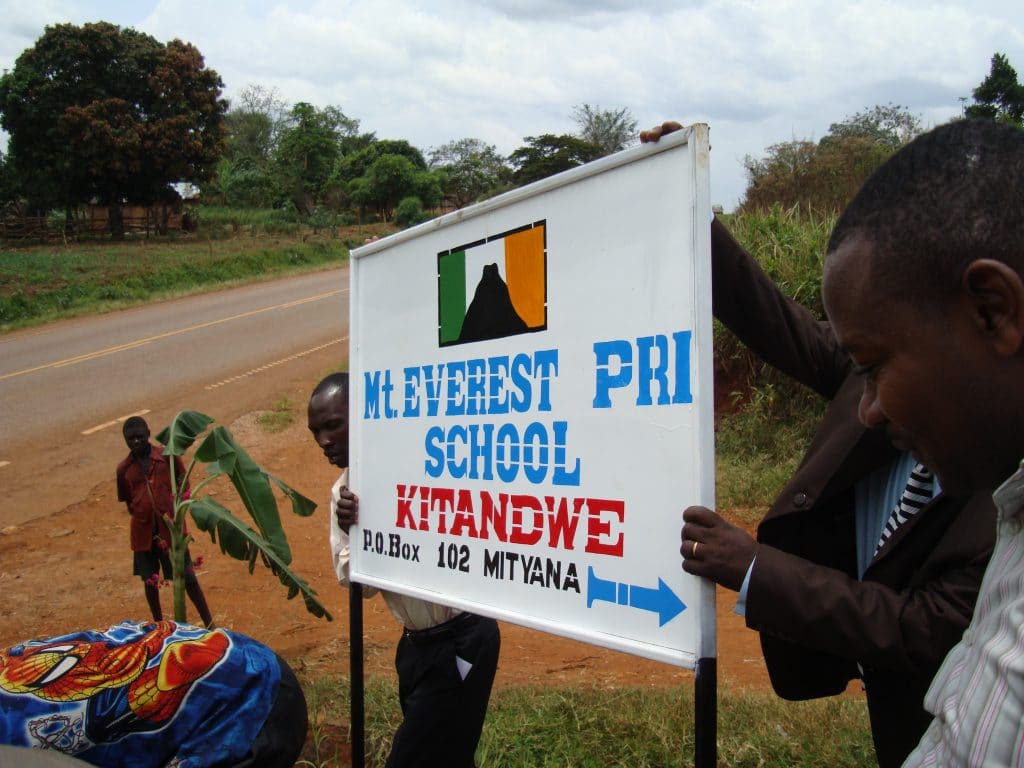 Mt. EVEREST PRI
SCHOOL
KITANDWE
P.O.Box 102 MITYANA